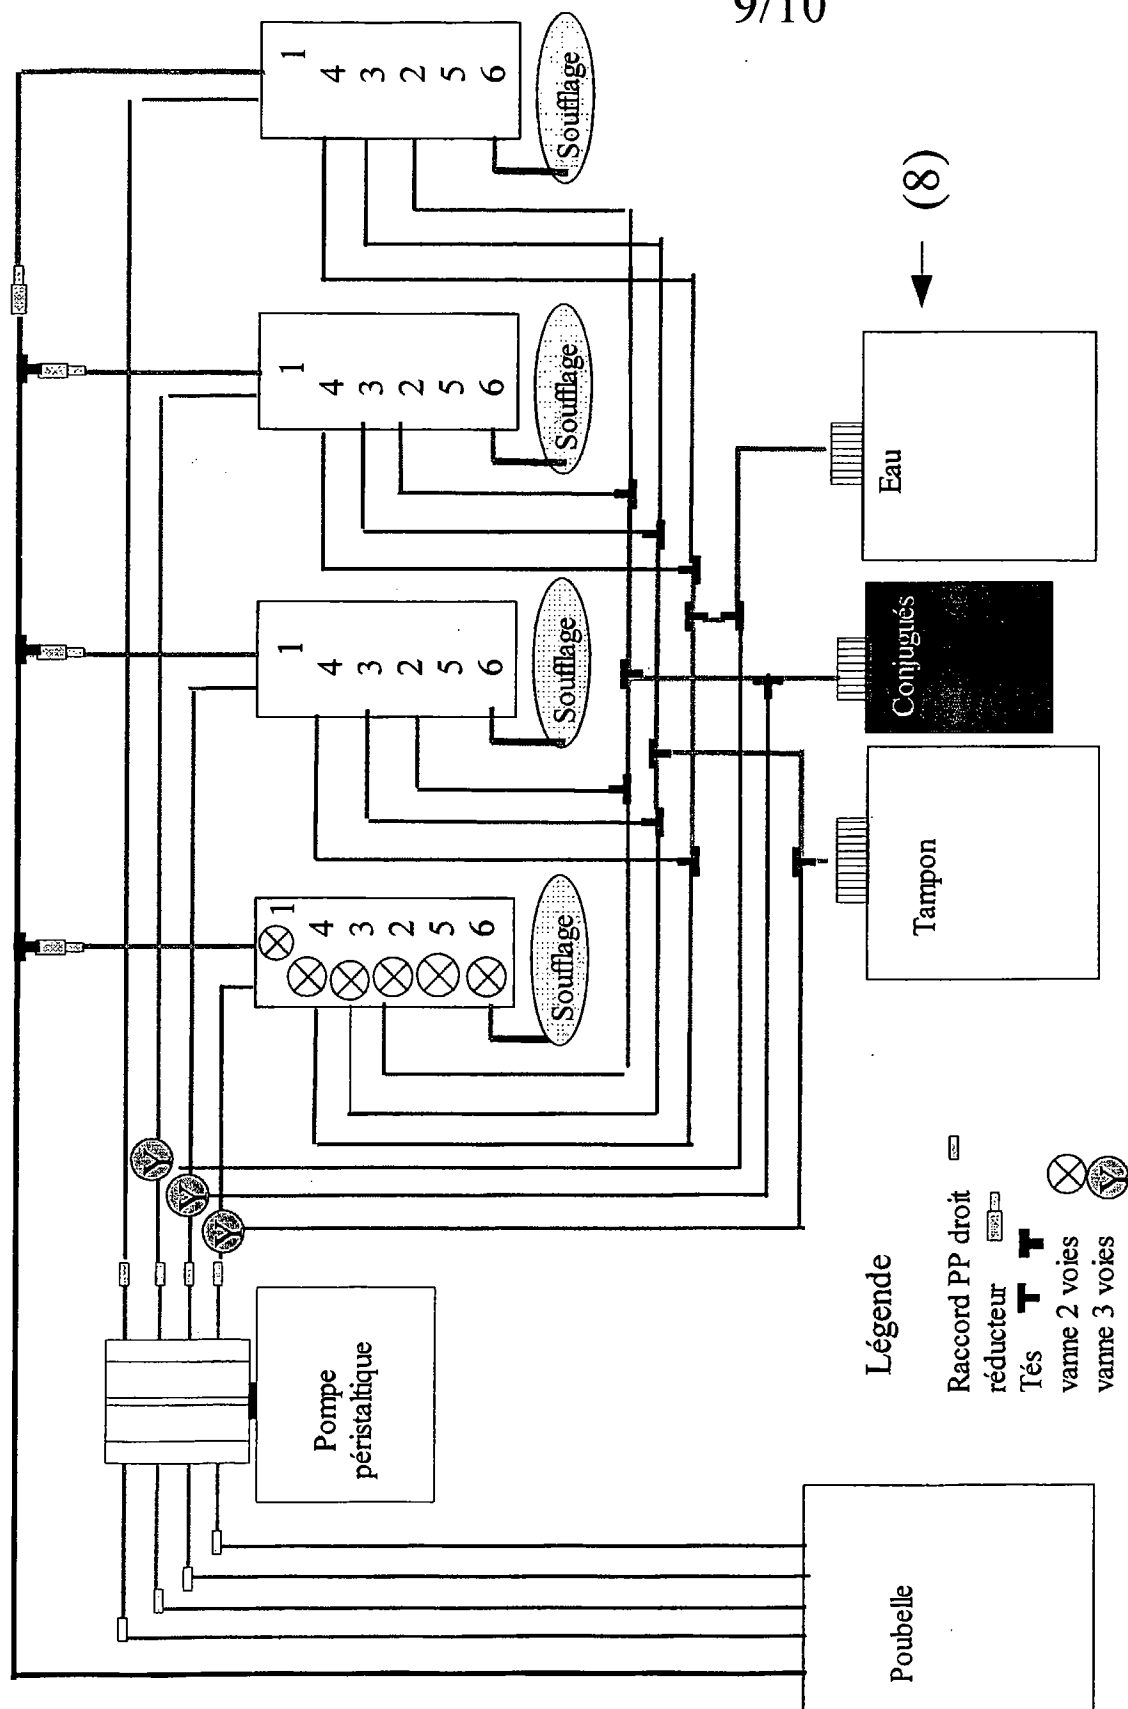 9/10
1
4
3
2
5
6
Soufflage
1
4
3
2
5
6
Soufflage
1
4
3
2
5
6
Soufflage
1
4
3
2
5
6
Soufflage
(8)
Y
Y
Y
Pompe
péristaltique
Poubelle
Tampon
Conjugués
Eau
Légende
Raccord PP droit
réducteur
Tés
vanne 2 voies
vanne 3 voies
Y